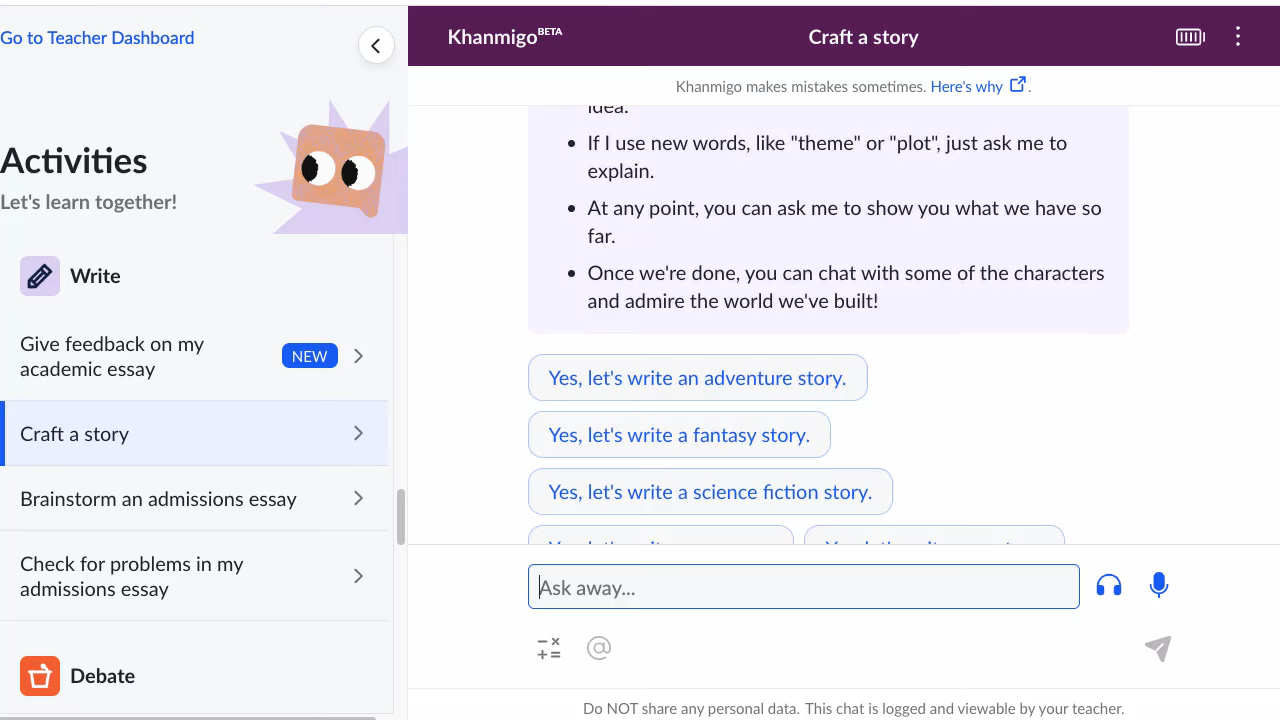 Go to Teacher Dashboard
Activities
Let's learn together!
Write
Give feedback on my
academic essay
NEW
Craft a story
Brainstorm an admissions essay
Check for problems in my
admissions essay
Debate
Khanmigo BETA
Craft a story
Khanmigo makes mistakes sometimes. Here's why .
idea.
• If I use new words, like "theme" or "plot", just ask me to
explain.
• At any point, you can ask me to show you what we have so
far.
• Once we're done, you can chat with some of the characters
and admire the world we've built!
Yes, let's write an adventure story.
Yes, let's write a fantasy story.
Yes, let's write a science fiction story.
Ask away...
Do NOT share any personal data. This chat is logged and viewable by your teacher.